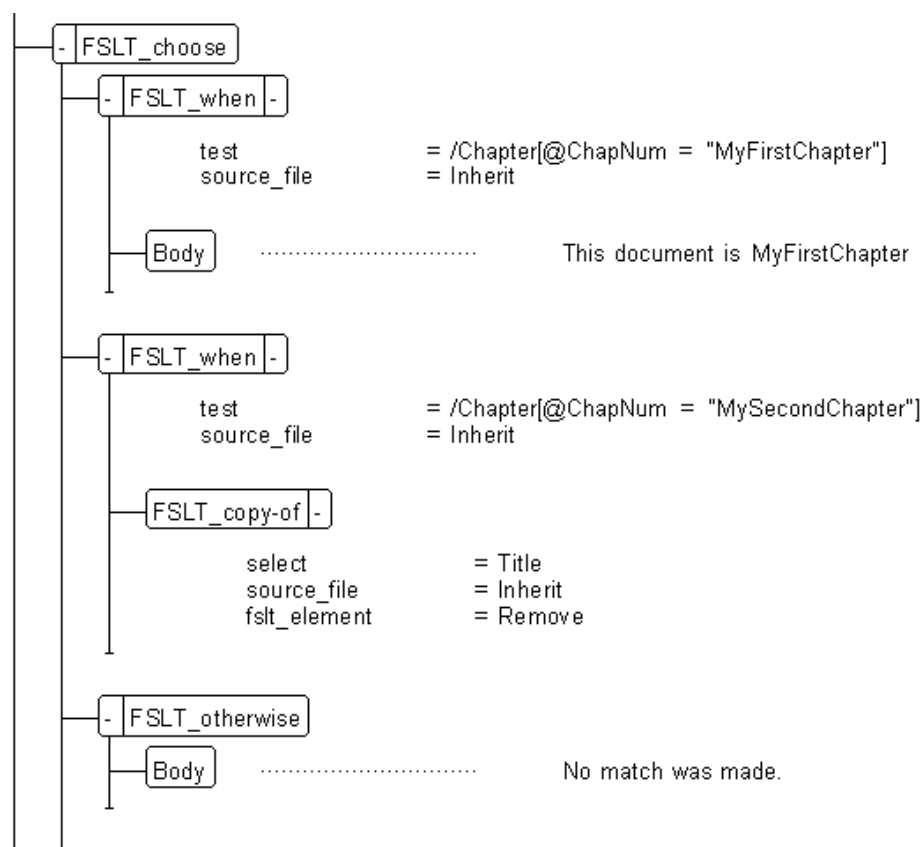 - FSLT_choose
- FSLT_when -
test = /Chapter[@ChapNum = "MyFirstChapter"]
source_file = Inherit
Body ............................... This document is MyFirstChapter
- FSLT_when -
test = /Chapter[@ChapNum = "MySecondChapter"]
source_file = Inherit
FSLT_copy-of -
select = Title
source_file = Inherit
fslt_element = Remove
- FSLT_otherwise
Body ............................... No match was made.